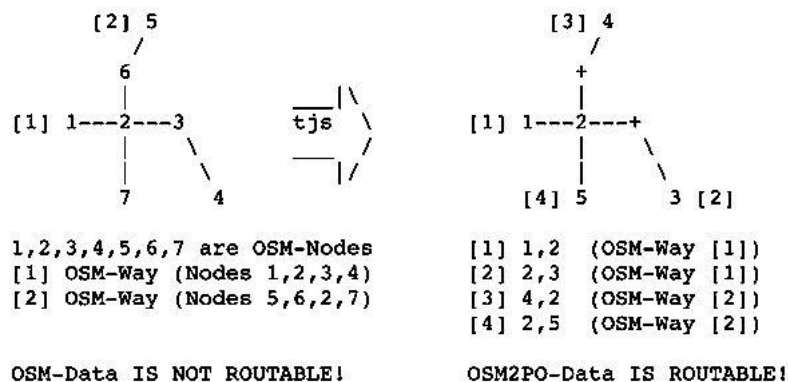 [2] 5
6
[1] 1---2---3
7 4
1,2,3,4,5,6,7 are OSM-Nodes
[1] OSM-Way (Nodes 1,2,3,4)
[2] OSM-Way (Nodes 5,6,2,7)
OSM-Data IS NOT ROUTABLE!
tjs
[3] 4
+
[1] 1---2---+
[4] 5 3 [2]
[1] 1,2 (OSM-Way [1])
[2] 2,3 (OSM-Way [1])
[3] 4,2 (OSM-Way [2])
[4] 2,5 (OSM-Way [2])
OSM2PO-Data IS ROUTABLE!